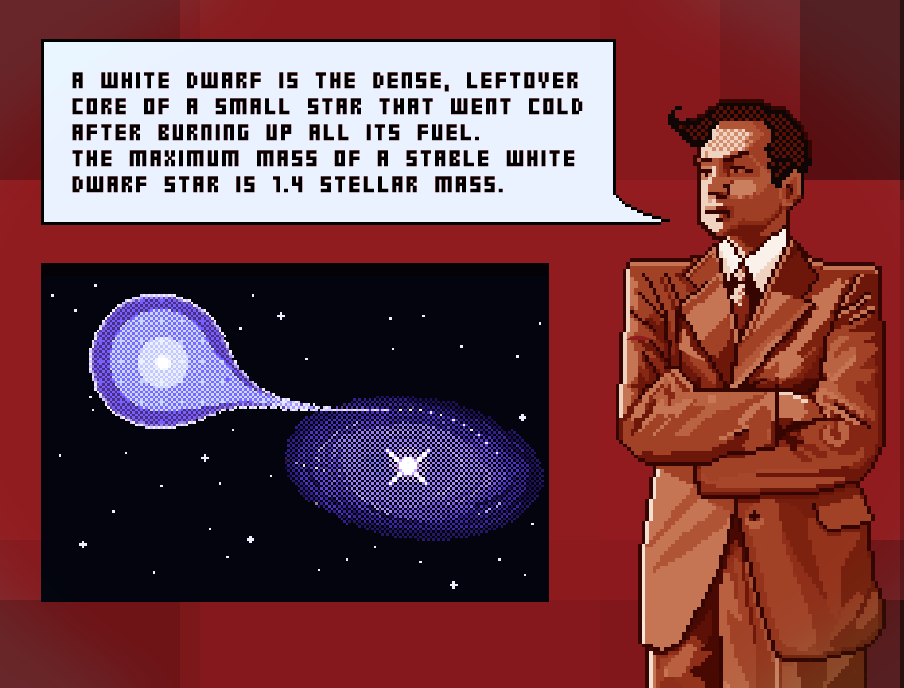 A WHITE DWARF IS THE DENSE, LEFTOVER
CORE OF A SMALL STAR THAT WENT COLD
AFTER BURNING UP ALL ITS FUEL.
THE MAXIMUM MASS OF A STABLE WHITE
DWARF STAR IS 1.4 STELLAR MASS.